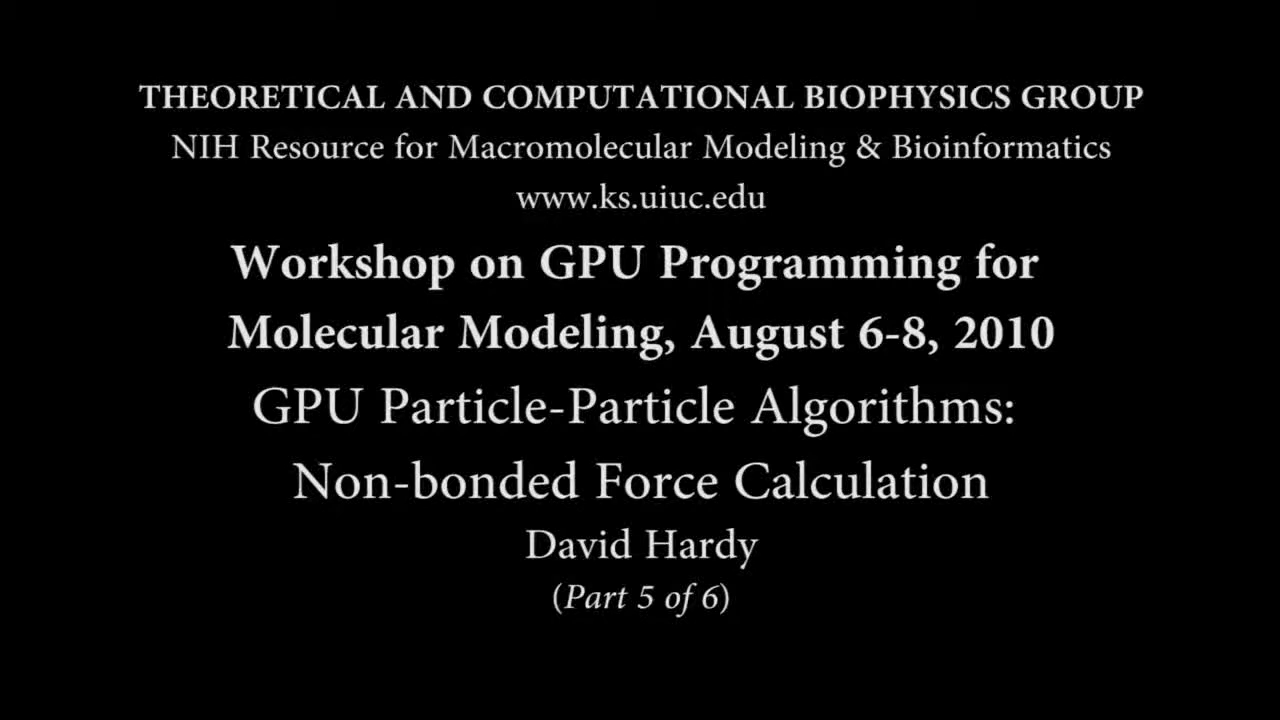 THEORETICAL AND COMPUTATIONAL BIOPHYSICS GROUP
NIH Resource for Macromolecular Modeling & Bioinformatics
www.ks.uiuc.edu
Workshop on GPU Programming for
Molecular Modeling, August 6-8, 2010
GPU Particle-Particle Algorithms:
Non-bonded Force Calculation
David Hardy
(Part 5 of 6)